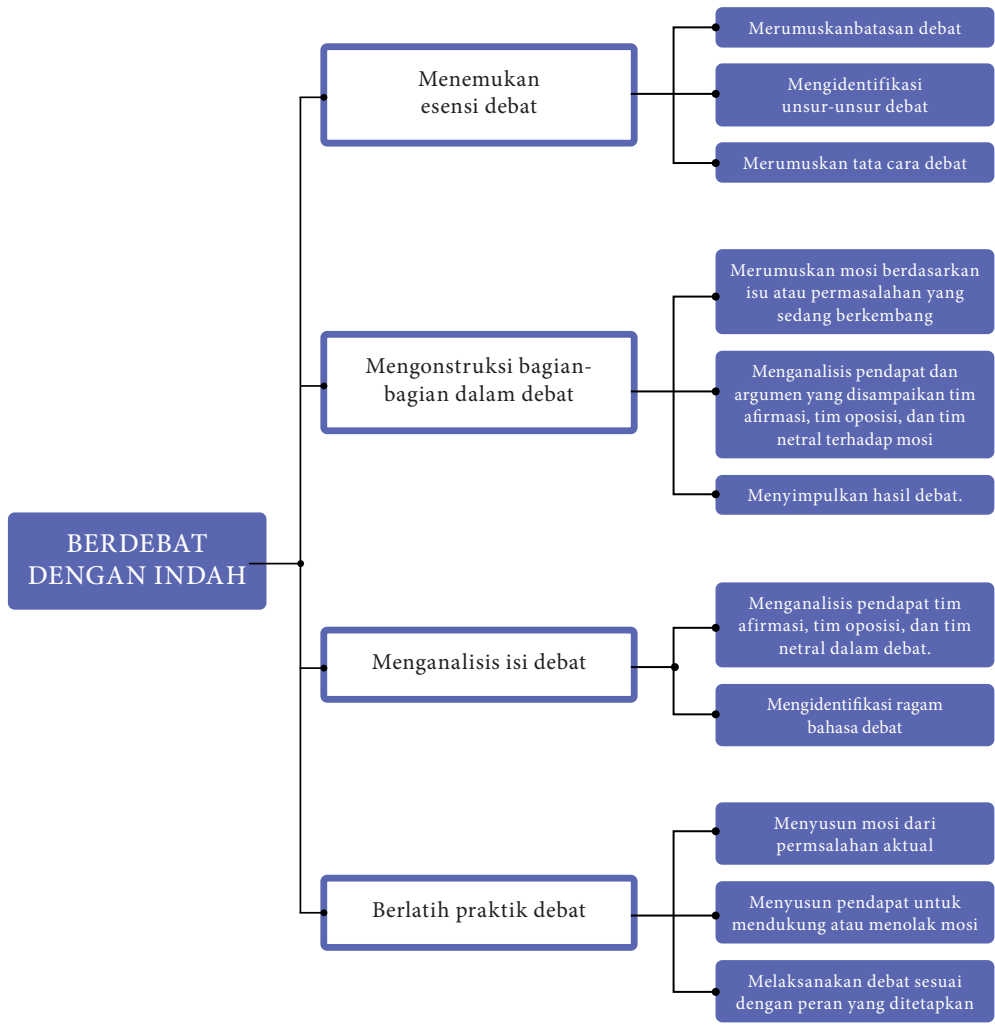 BERDEBAT
DENGAN INDAH
Menemukan
esensi debat
Merumuskanbatasan debat
Mengidentifikasi
unsur-unsur debat
Merumuskan tata cara debat
Mengonstruksi bagian-
bagian dalam debat
Merumuskan mosi berdasarkan
isu atau permasalahan yang
sedang berkembang
Menganalisis pendapat dan
argumen yang disampaikan tim
afirmasi, tim oposisi, dan tim
netral terhadap mosi
Menyimpulkan hasil debat.
Menganalisis isi debat
Menganalisis pendapat tim
afirmasi, tim oposisi, dan tim
netral dalam debat.
Mengidentifikasi ragam
bahasa debat
Berlatih praktik debat
Menyusun mosi dari
permsalahan aktual
Menyusun pendapat untuk
mendukung atau menolak mosi
Melaksanakan debat sesuai
dengan peran yang ditetapkan